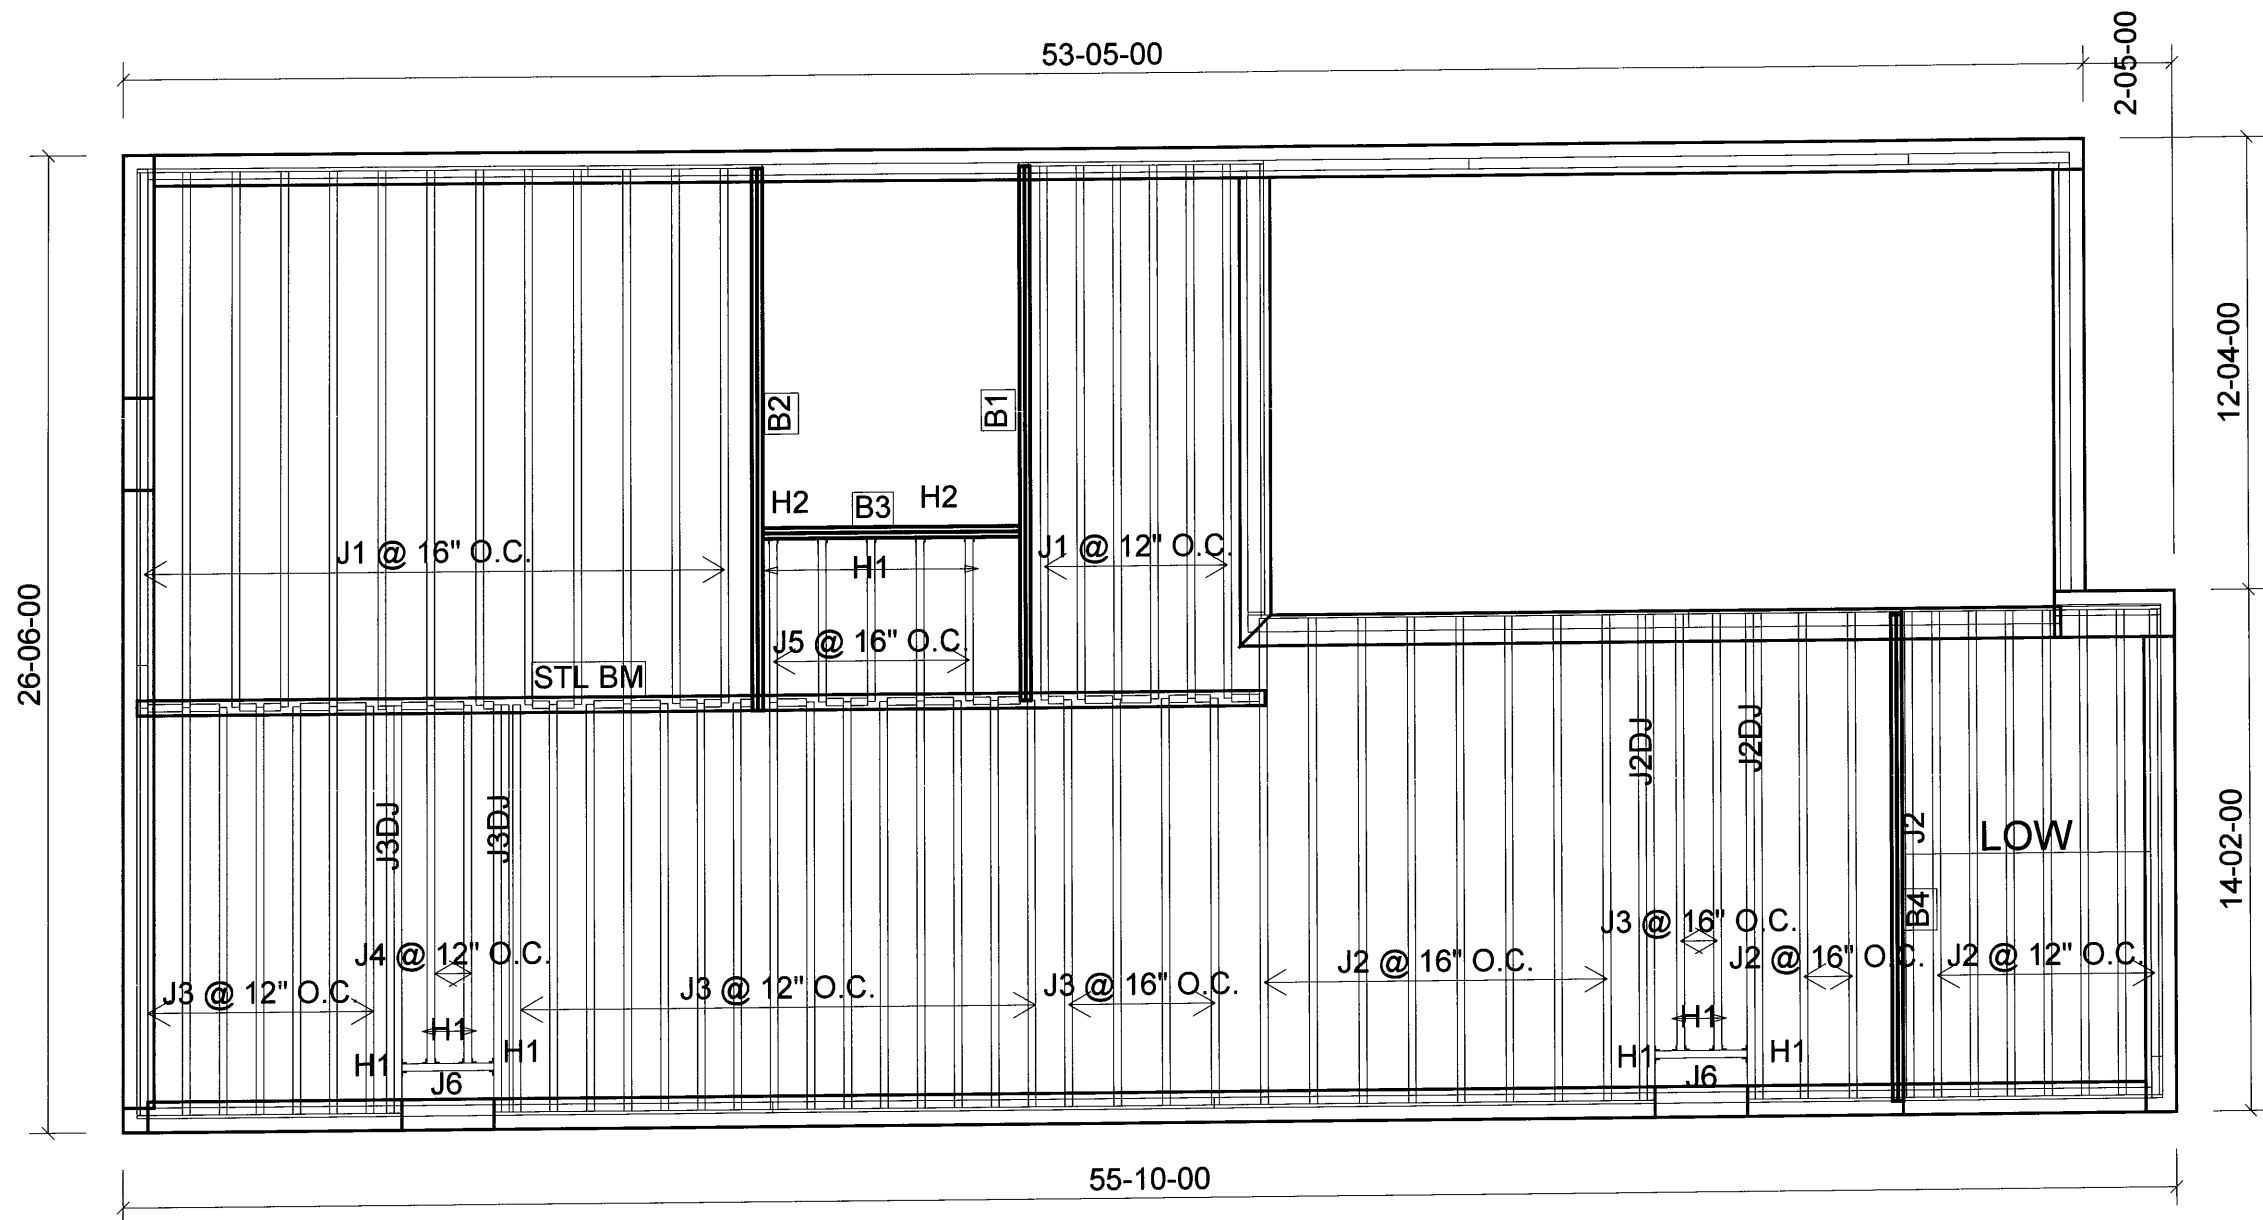 53-05-00
2-05-00
26-06-00
12-04-00
14-02-00
B2
B1
H2
B3
H2
J1 @ 16" O.C.
H1
J1 @ 12" O.C.
J5 @ 16" O.C.
STL BM
J2DJ
J2DJ
J3DJ
J3DJ
J2
LOW
B4
J4 @ 12" O.C.
J3 @ 12" O.C.
J3 @ 12" O.C.
J3 @ 16" O.C.
J2 @ 16" O.C.
J3 @ 16" O.C.
J2 @ 16" O.C.
J2 @ 12" O.C.
H1
H1
H1
J6
H1
H1
H1
J6
55-10-00